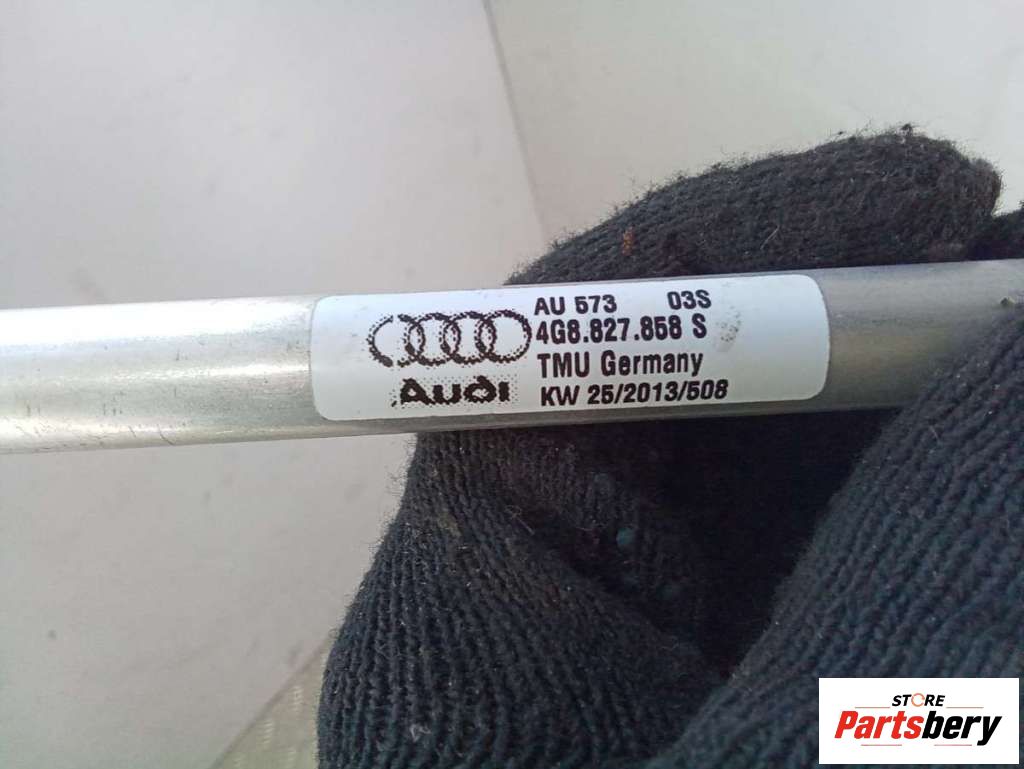 AU 573 03S
4G8.827.858 S
TMU Germany
Audi
KW 25/2013/508
STORE
Partsbery